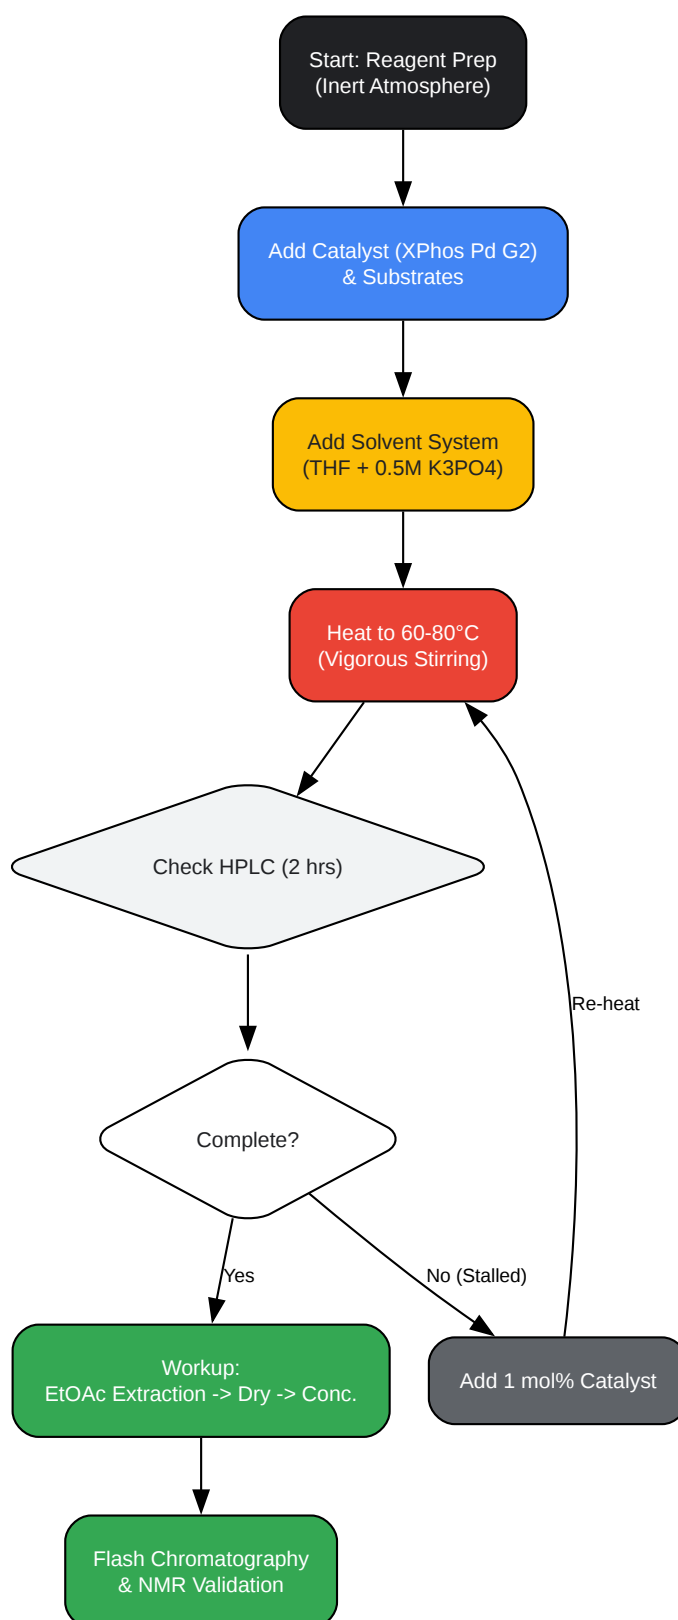 Start: Reagent Prep
(Inert Atmosphere)
Add Catalyst (XPhos Pd G2)
& Substrates
Add Solvent System
(THF + 0.5M K3PO4)
Heat to 60-80°C
(Vigorous Stirring)
Check HPLC (2 hrs)
Re-heat
Complete?
Yes
No (Stalled)
Workup:
EtOAc Extraction -> Dry -> Conc.
Add 1 mol% Catalyst
Flash Chromatography
& NMR Validation